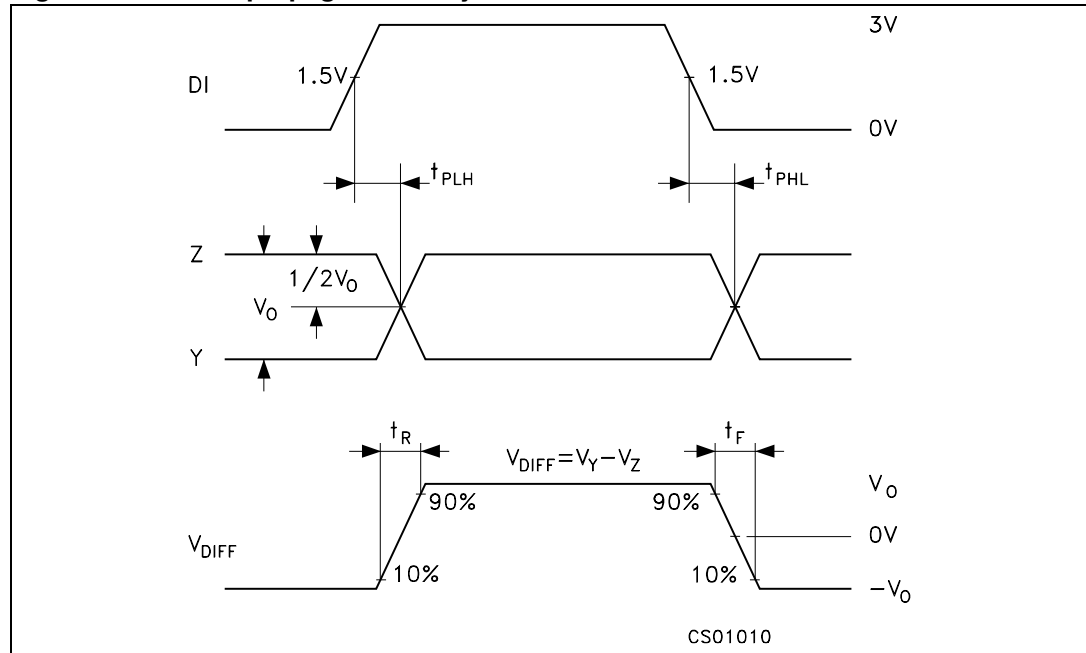 3V
1.5V
1.5V
DI
0V
tPLH
tPHL
Z
1/2VO
VO
Y
tR
tF
VDIFF=VY-VZ
VO
90%
90%
0V
VDIFF
10%
10%
-VO
CS01010